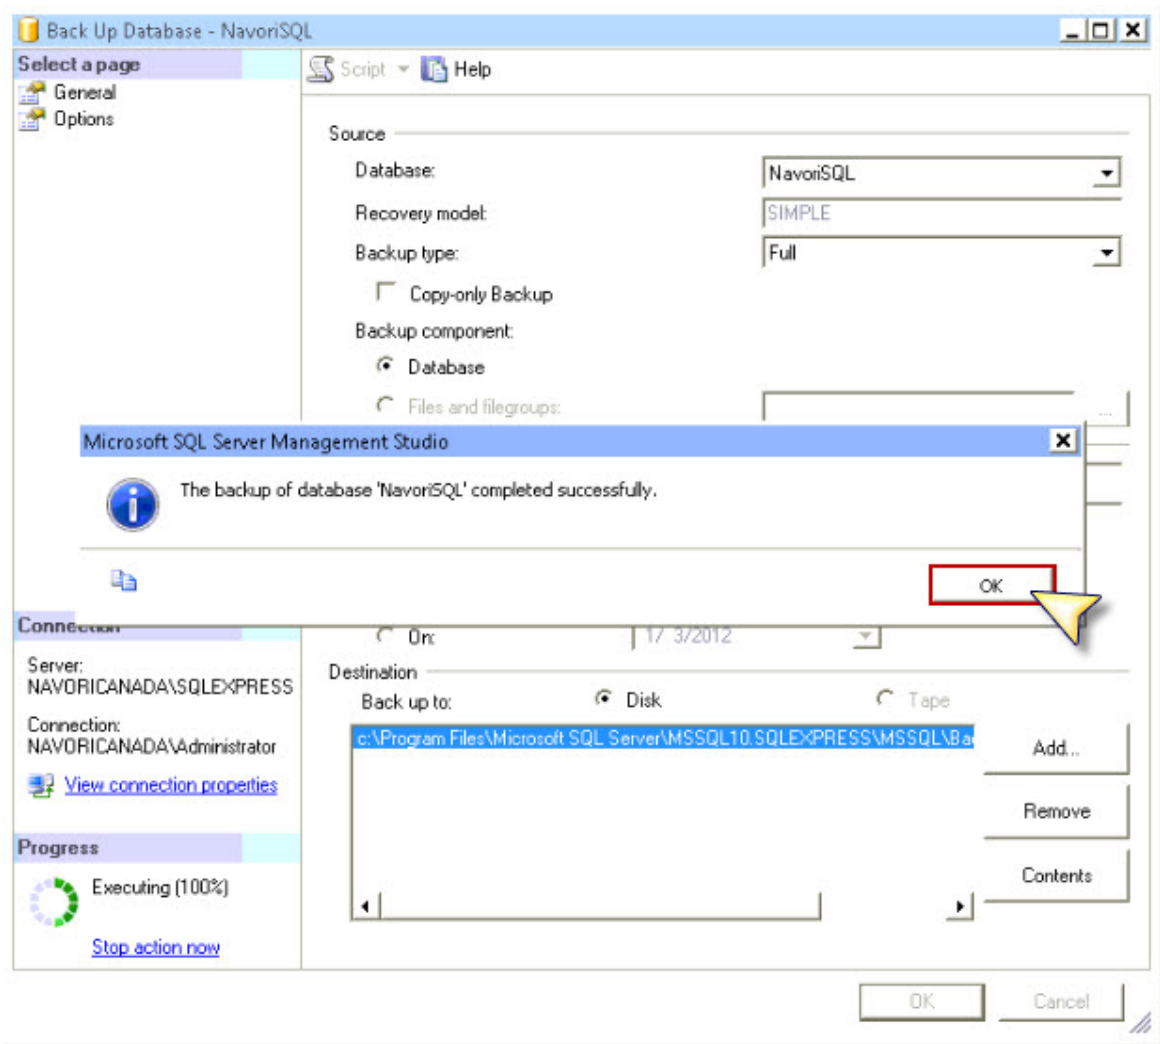 Back Up Database - NavoriSQL
Select a page
General
Options
Script Help
Source
Database: NavoriSQL
Recovery model: SIMPLE
Backup type: Full
Copy-only Backup
Backup component:
Database
Files and filegroups: ...
Microsoft SQL Server Management Studio
The backup of database 'NavoriSQL' completed successfully.
OK
Connection
Server:
NAVORICANADA\SQLEXPRESS
Connection:
NAVORICANADA\Administrator
View connection properties
Progress
Executing (100%)
Stop action now
On: 17 3/2012
Destination
Back up to: Disk Tape
c:\Program Files\Microsoft SQL Server\MSSQL10.SQLEXPRESS\MSSQL\Bac
Add...
Remove
Contents
OK Cancel